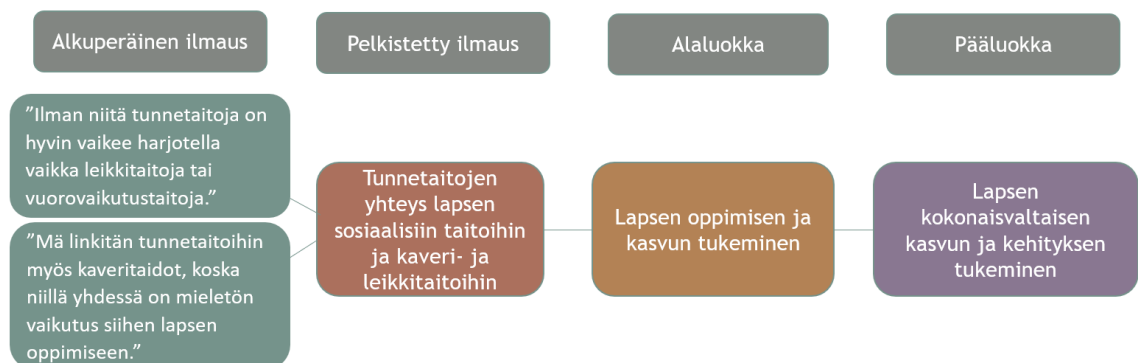 Alkuperäinen ilmaus
Pelkistetty ilmaus
Alaluokka
Pääluokka
”Ilman niitä tunnetaitoja on
hyvin vaikee harjotella
vaikka leikkitaitoja tai
vuorovaikutustaitoja.”
”Mä linkitän tunnetaitoihin
myös kaveritaidot, koska
niillä yhdessä on mieletön
vaikutus siihen lapsen
oppimiseen.”
Tunnetaitojen
yhteys lapsen
sosiaalisiin taitoihin
ja kaveri- ja
leikkitaitoihin
Lapsen oppimisen ja
kasvun tukeminen
Lapsen
kokonaisvaltaisen
kasvun ja kehityksen
tukeminen